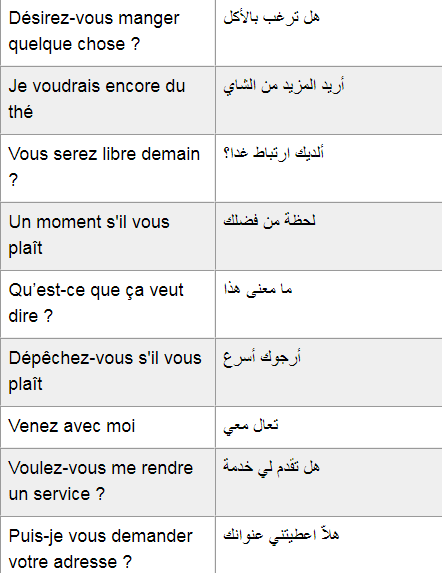 Désirez-vous manger
quelque chose ?
هل ترغب بالأكل
Je voudrais encore du
thé
أريد المزيد من الشاي
Vous serez libre demain
?
ألديك ارتباط غدا؟
Un moment s'il vous
plaît
لحظة من فضلك
Qu’est-ce que ça veut
dire ?
ما معنى هذا
Dépêchez-vous s'il vous
plaît
أرجوك أسرع
Venez avec moi
تعال معي
Voulez-vous me rendre
un service ?
هل تقدم لي خدمة
Puis-je vous demander
votre adresse ?
هلاّ اعطيتني عنوانك